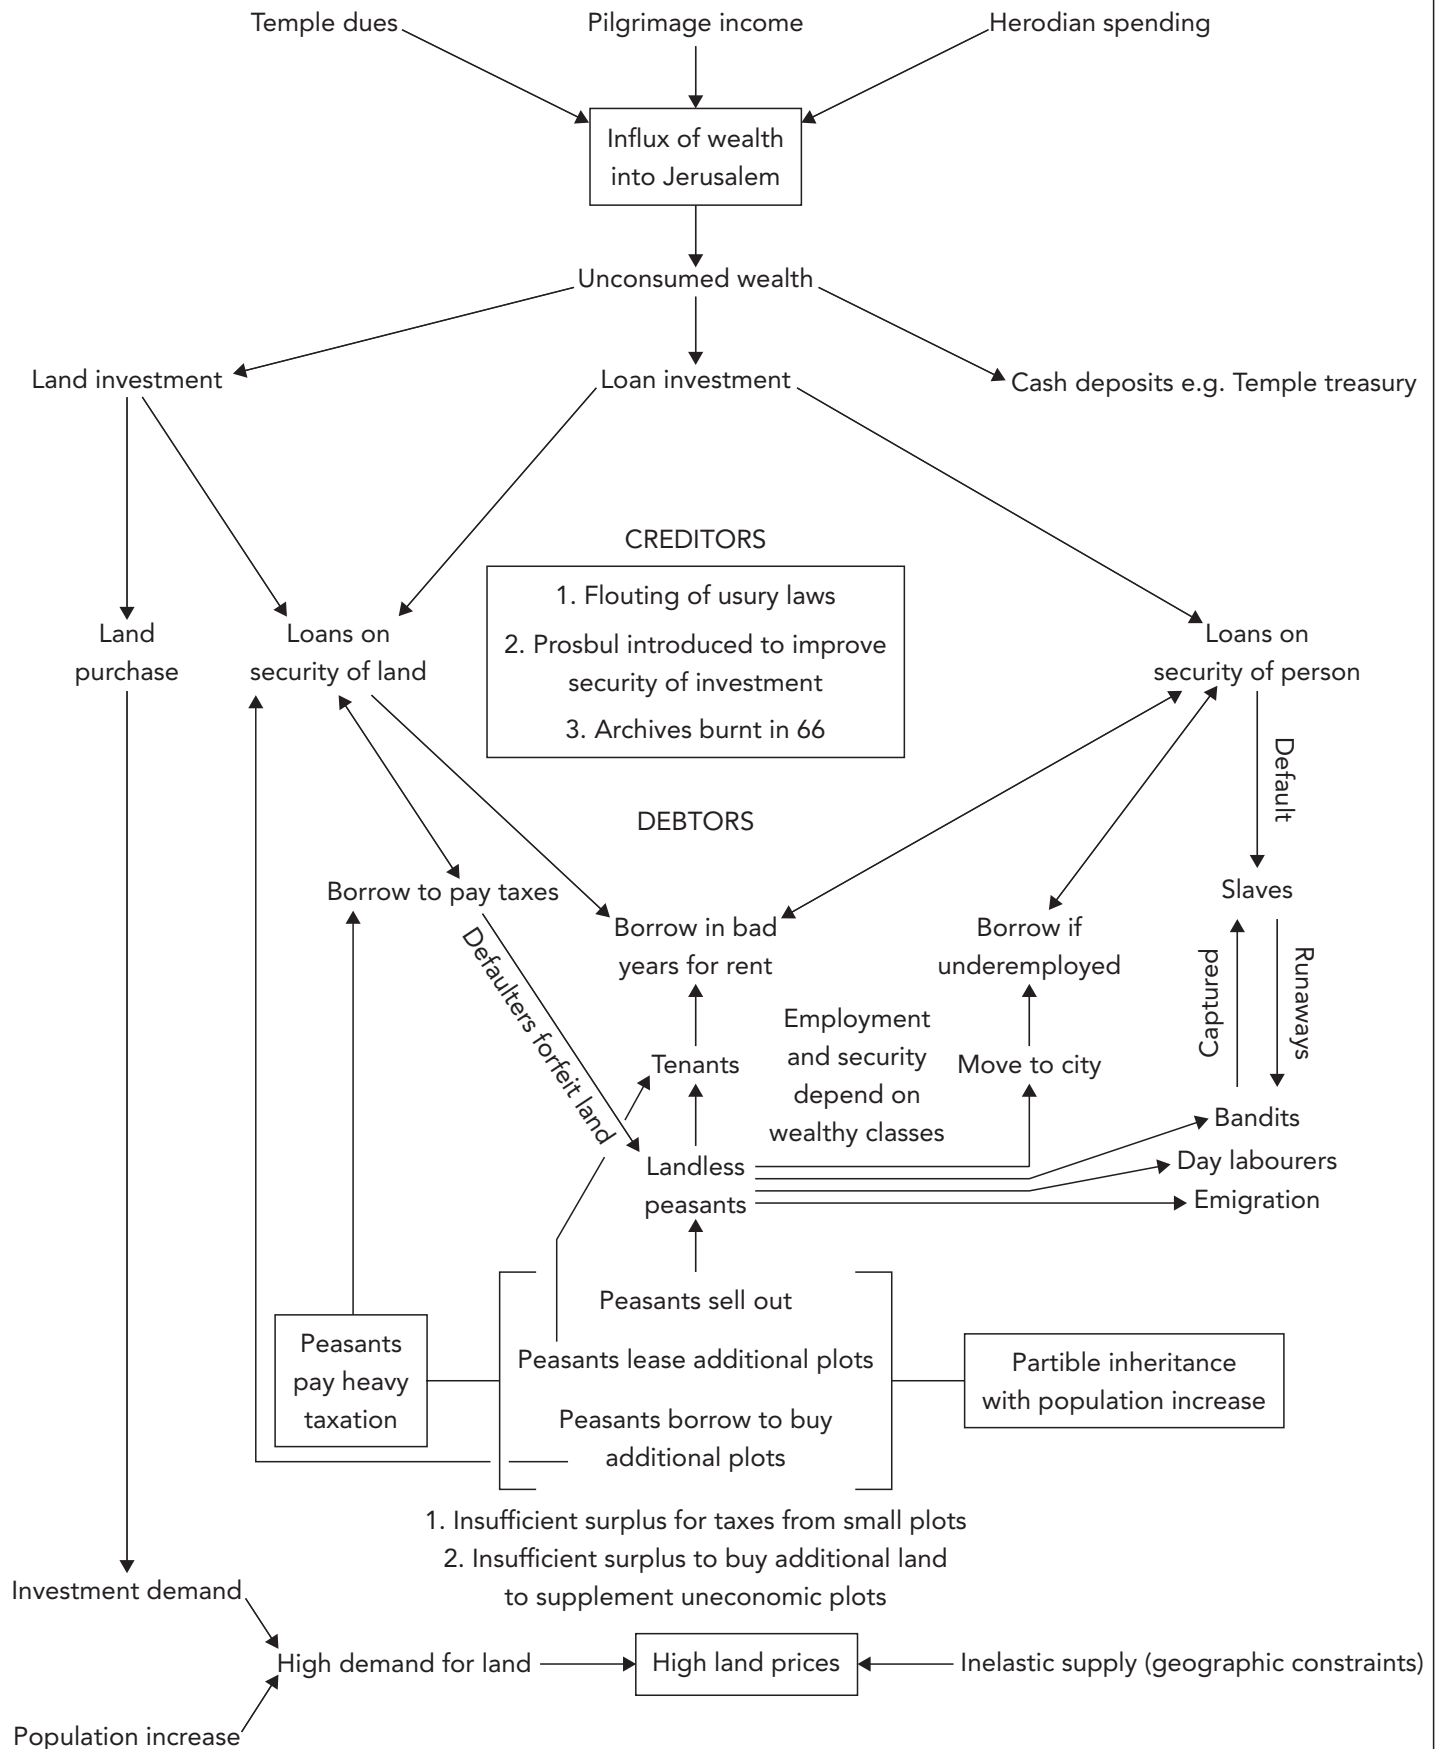 Temple dues
Pilgrimage income
Herodian spending
Influx of wealth
into Jerusalem
Unconsumed wealth
Land investment
Loan investment
Cash deposits e.g. Temple treasury
CREDITORS
1. Flouting of usury laws
2. Prosbul introduced to improve
security of investment
3. Archives burnt in 66
Land
purchase
Loans on
security of land
Loans on
security of person
Default
DEBTORS
Borrow to pay taxes
Slaves
Borrow in bad
years for rent
Borrow if
underemployed
Defaulters forfeit land
Captured
Runaways
Employment
and security
depend on
wealthy classes
Tenants
Move to city
Bandits
Landless
peasants
Day labourers
Emigration
Peasants sell out
Peasants
pay heavy
taxation
Peasants lease additional plots
Partible inheritance
with population increase
Peasants borrow to buy
additional plots
1. Insufficient surplus for taxes from small plots
2. Insufficient surplus to buy additional land
to supplement uneconomic plots
Investment demand
High demand for land
High land prices
Inelastic supply (geographic constraints)
Population increase